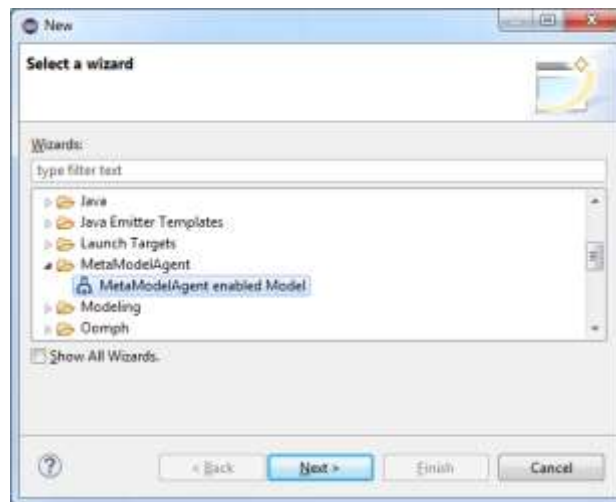 New
Select a wizard
Wizards:
type filter text
Java
Java Emitter Templates
Launch Targets
MetaModelAgent
MetaModelAgent enabled Model
Modeling
Oomph
Show All Wizards.
? < Back Next > Finish Cancel